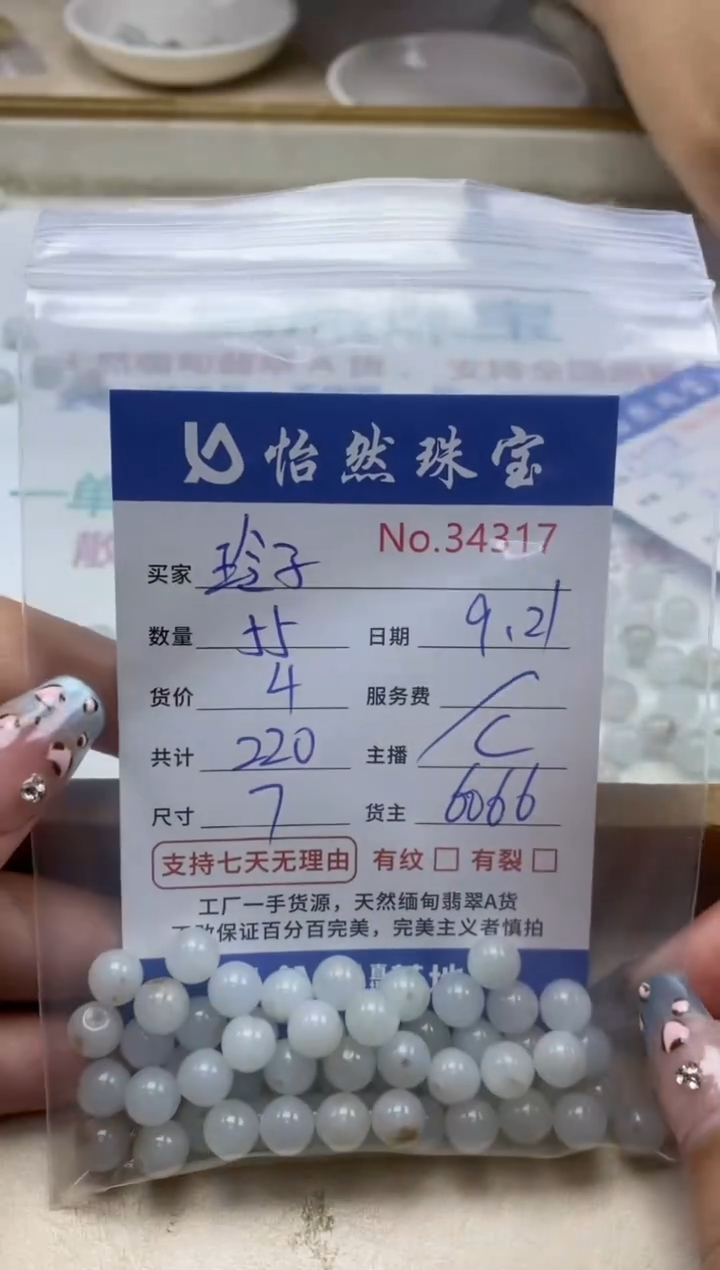 怡然珠宝
No.34317
买家 玲子
数量 55 日期 9.21
货价 4 服务费 /
共计 220 主播 C
尺寸 7 货主 6066
支持七天无理由 有纹 □ 有裂 □
工厂一手货源，天然缅甸翡翠A货
保证百分百完美，完美主义者慎拍